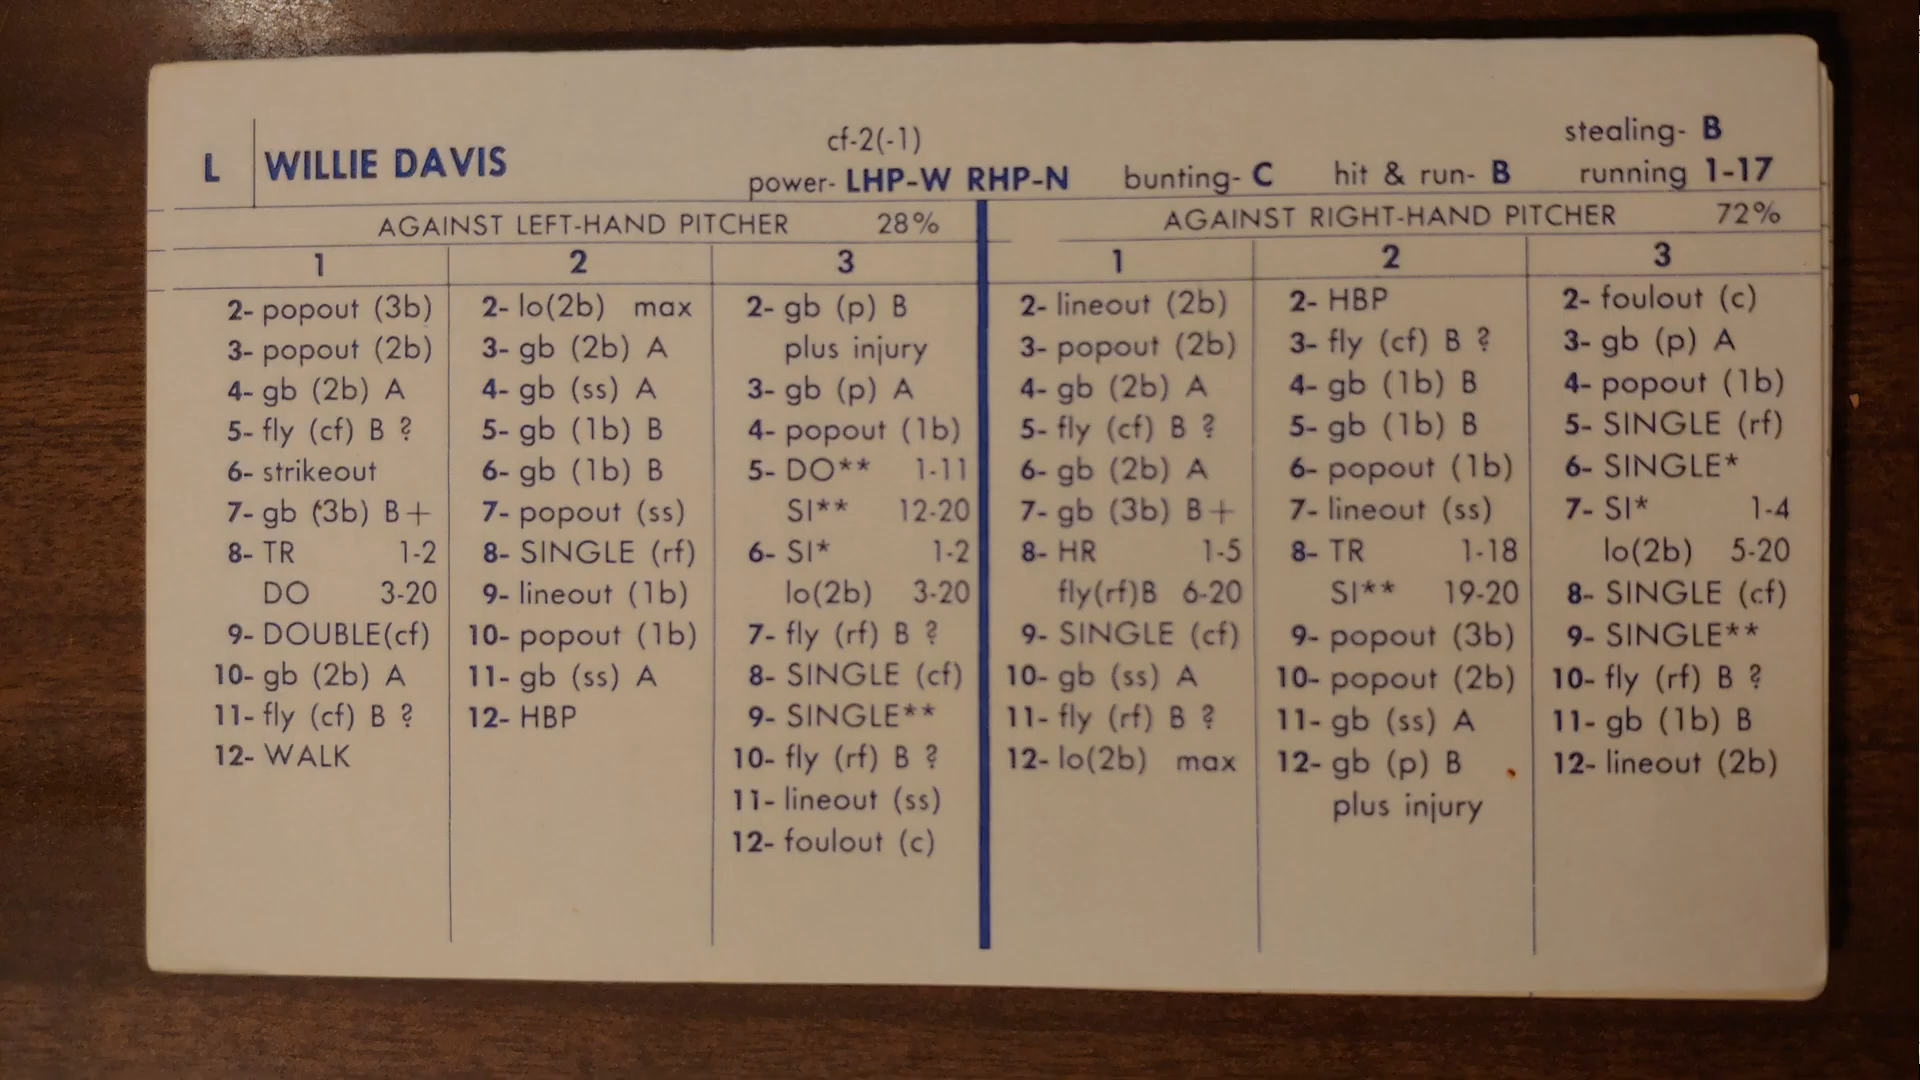 L WILLIE DAVIS
cf-2(-1)
power- LHP-W RHP-N
bunting- C
hit & run- B
stealing- B
running 1-17
AGAINST LEFT-HAND PITCHER 28%
1
2- popout (3b)
3- popout (2b)
4- gb (2b) A
5- fly (cf) B ?
6- strikeout
7- gb (3b) B+
8- TR 1-2
DO 3-20
9- DOUBLE(cf)
10- gb (2b) A
11- fly (cf) B ?
12- WALK
2
2- lo(2b) max
3- gb (2b) A
4- gb (ss) A
5- gb (1b) B
6- gb (1b) B
7- popout (ss)
8- SINGLE (rf)
9- lineout (1b)
10- popout (1b)
11- gb (ss) A
12- HBP
3
2- gb (p) B
plus injury
3- gb (p) A
4- popout (1b)
5- DO** 1-11
SI** 12-20
6- SI* 1-2
lo(2b) 3-20
7- fly (rf) B ?
8- SINGLE (cf)
9- SINGLE**
10- fly (rf) B ?
11- lineout (ss)
12- foulout (c)
AGAINST RIGHT-HAND PITCHER 72%
1
2- lineout (2b)
3- popout (2b)
4- gb (2b) A
5- fly (cf) B ?
6- gb (2b) A
7- gb (3b) B+
8- HR 1-5
fly(rf)B 6-20
9- SINGLE (cf)
10- gb (ss) A
11- fly (rf) B ?
12- lo(2b) max
2
2- HBP
3- fly (cf) B ?
4- gb (1b) B
5- gb (1b) B
6- popout (1b)
7- lineout (ss)
8- TR 1-18
SI** 19-20
9- popout (3b)
10- popout (2b)
11- gb (ss) A
12- gb (p) B
plus injury
3
2- foulout (c)
3- gb (p) A
4- popout (1b)
5- SINGLE (rf)
6- SINGLE*
7- SI* 1-4
lo(2b) 5-20
8- SINGLE (cf)
9- SINGLE**
10- fly (rf) B ?
11- gb (1b) B
12- lineout (2b)